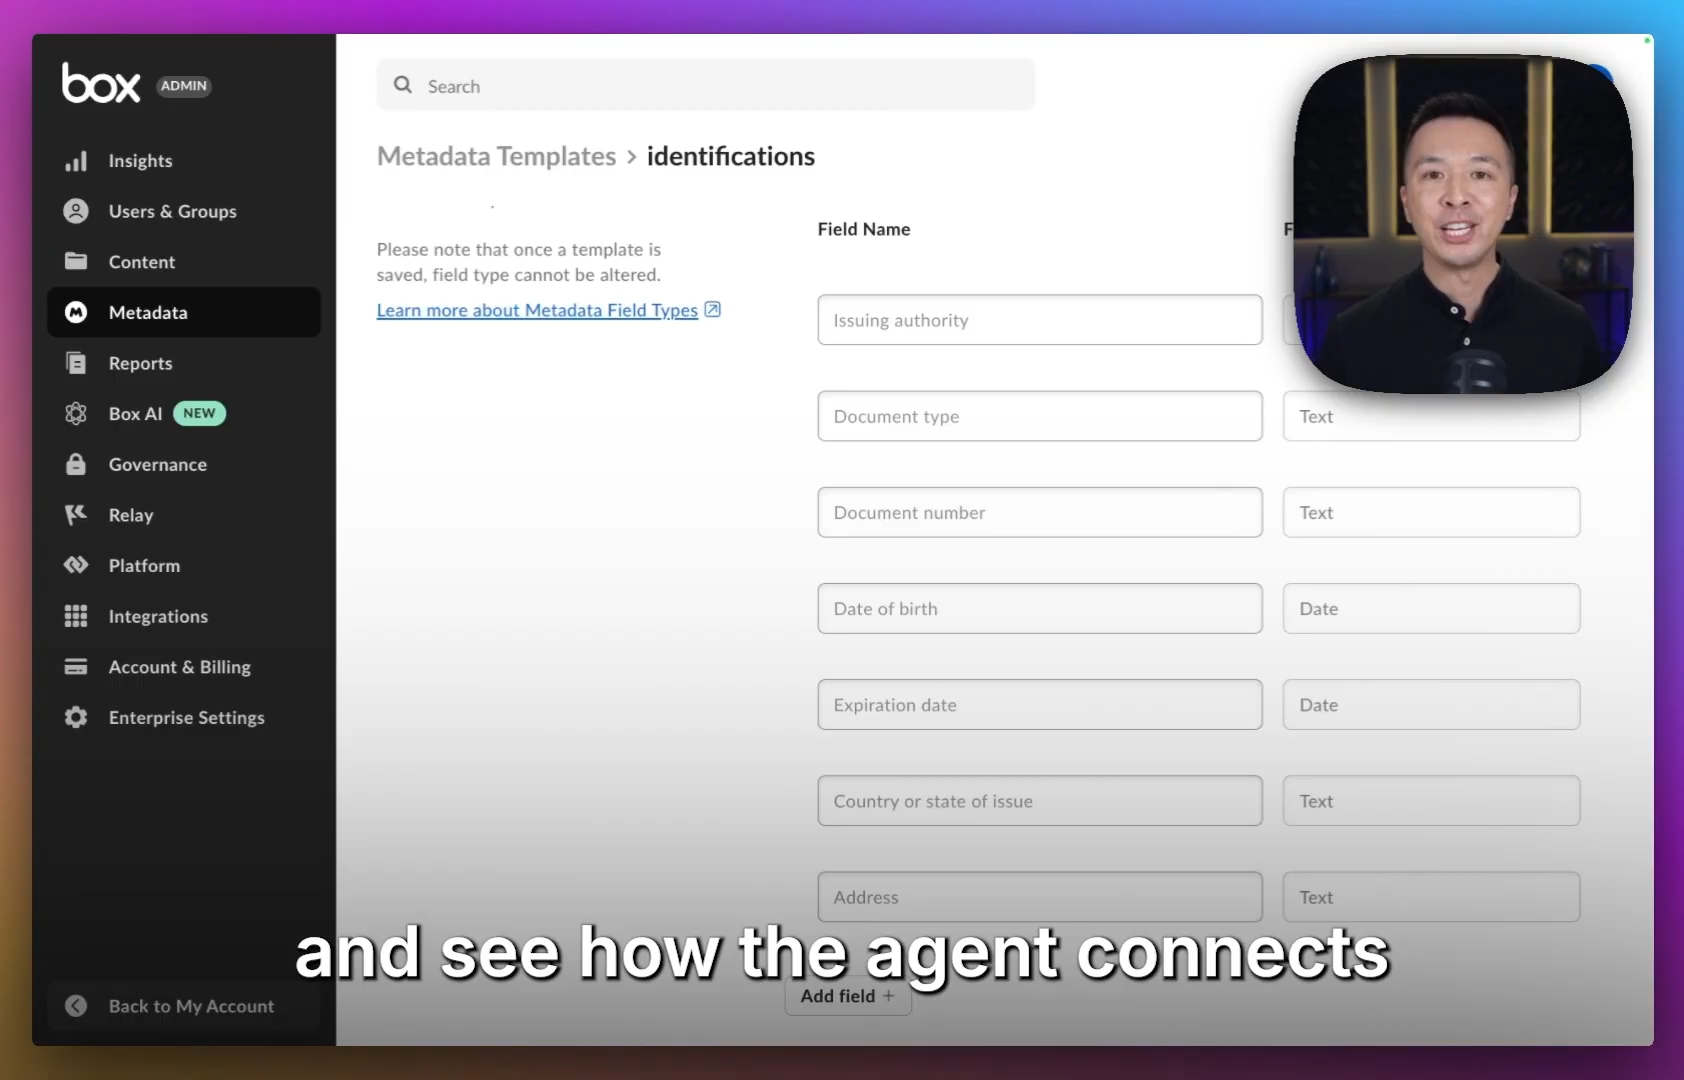 box ADMIN
Search
Insights
Users & Groups
Content
Metadata
Reports
Box AI NEW
Governance
Relay
Platform
Integrations
Account & Billing
Enterprise Settings
Back to My Account
Metadata Templates > identifications
Please note that once a template is
saved, field type cannot be altered.
Learn more about Metadata Field Types
Field Name
F
Issuing authority
Document type Text
Document number Text
Date of birth Date
Expiration date Date
Country or state of issue Text
Address Text
Add field +
and see how the agent connects